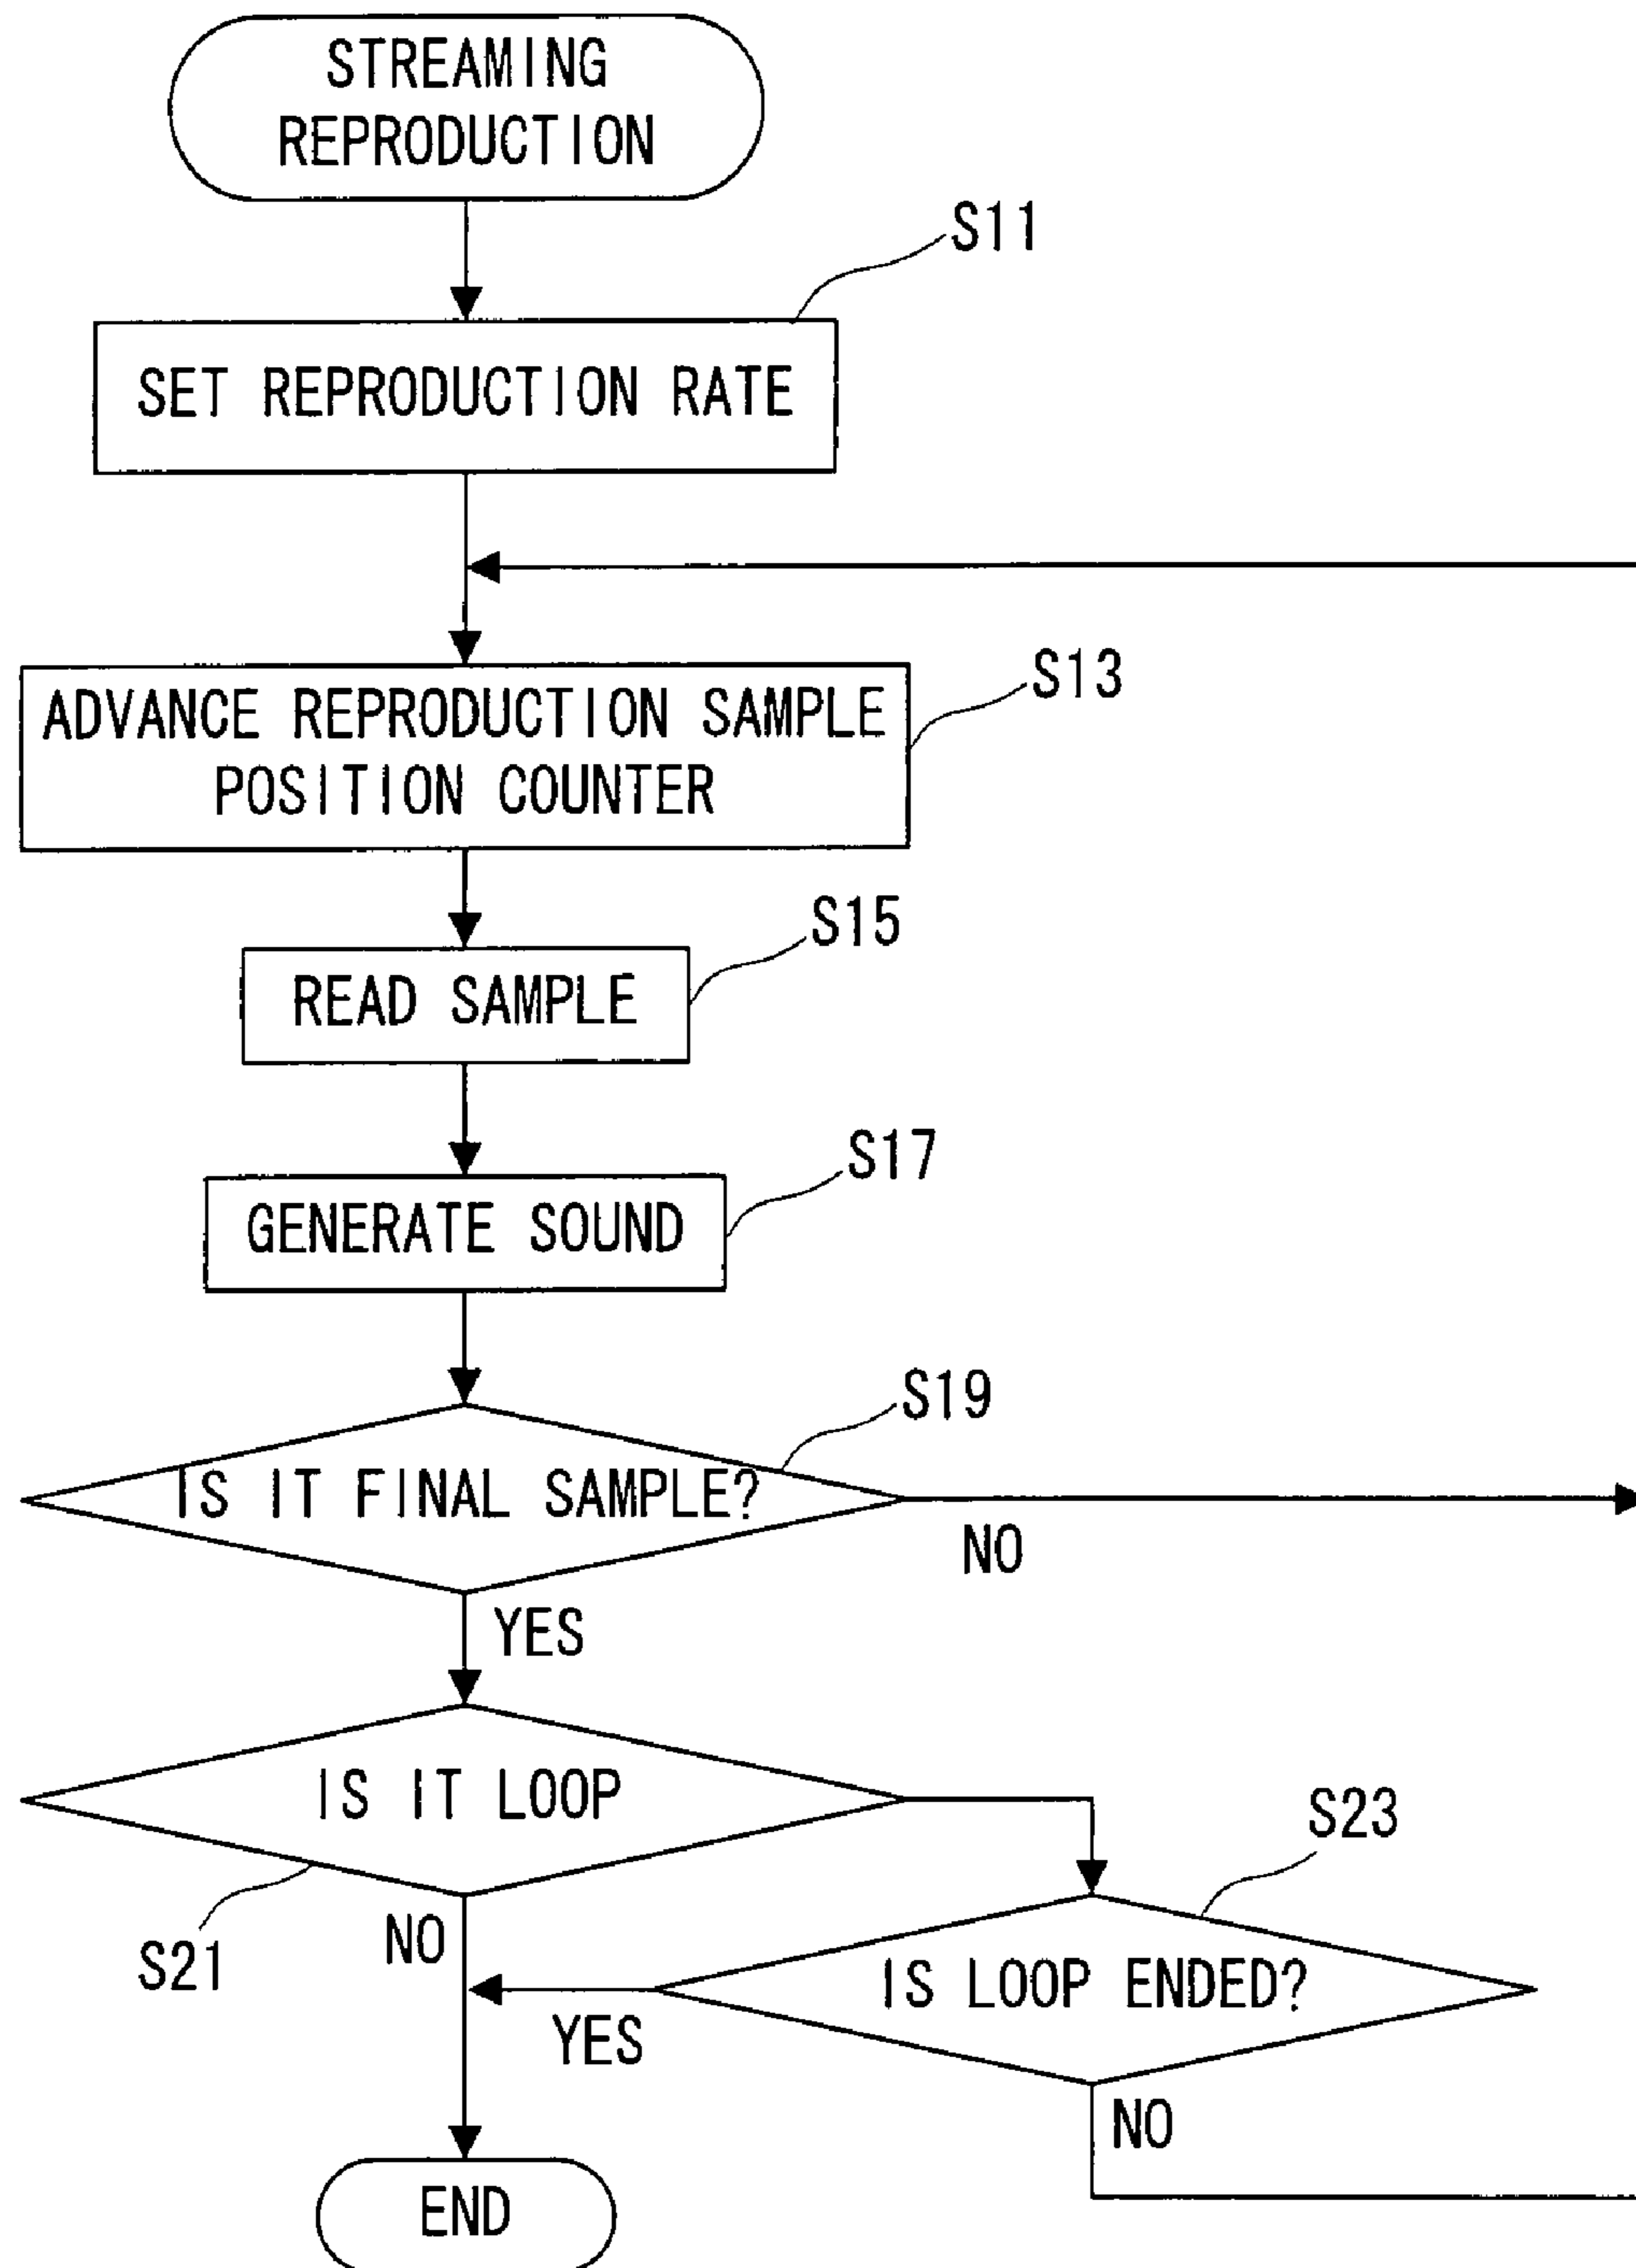 STREAMING
REPRODUCTION
S11
SET REPRODUCTION RATE
S13
ADVANCE REPRODUCTION SAMPLE
POSITION COUNTER
S15
READ SAMPLE
S17
GENERATE SOUND
S19
IS IT FINAL SAMPLE?
NO
YES
IS IT LOOP
S23
S21
NO
IS LOOP ENDED?
YES
NO
END